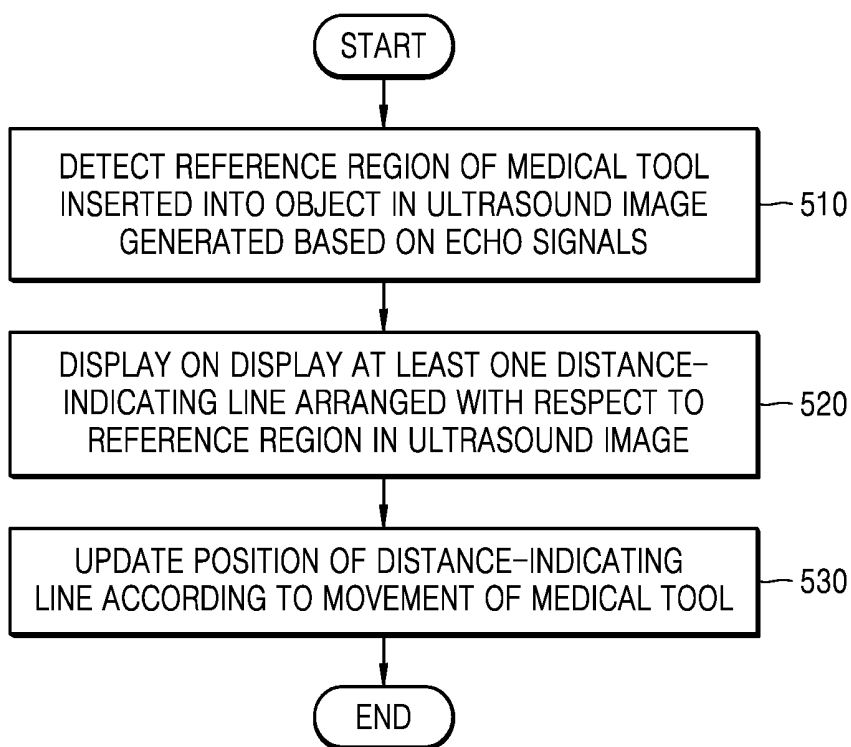 START
DETECT REFERENCE REGION OF MEDICAL TOOL
INSERTED INTO OBJECT IN ULTRASOUND IMAGE
GENERATED BASED ON ECHO SIGNALS
510
DISPLAY ON DISPLAY AT LEAST ONE DISTANCE-
INDICATING LINE ARRANGED WITH RESPECT TO
REFERENCE REGION IN ULTRASOUND IMAGE
520
UPDATE POSITION OF DISTANCE-INDICATING
LINE ACCORDING TO MOVEMENT OF MEDICAL TOOL
530
END